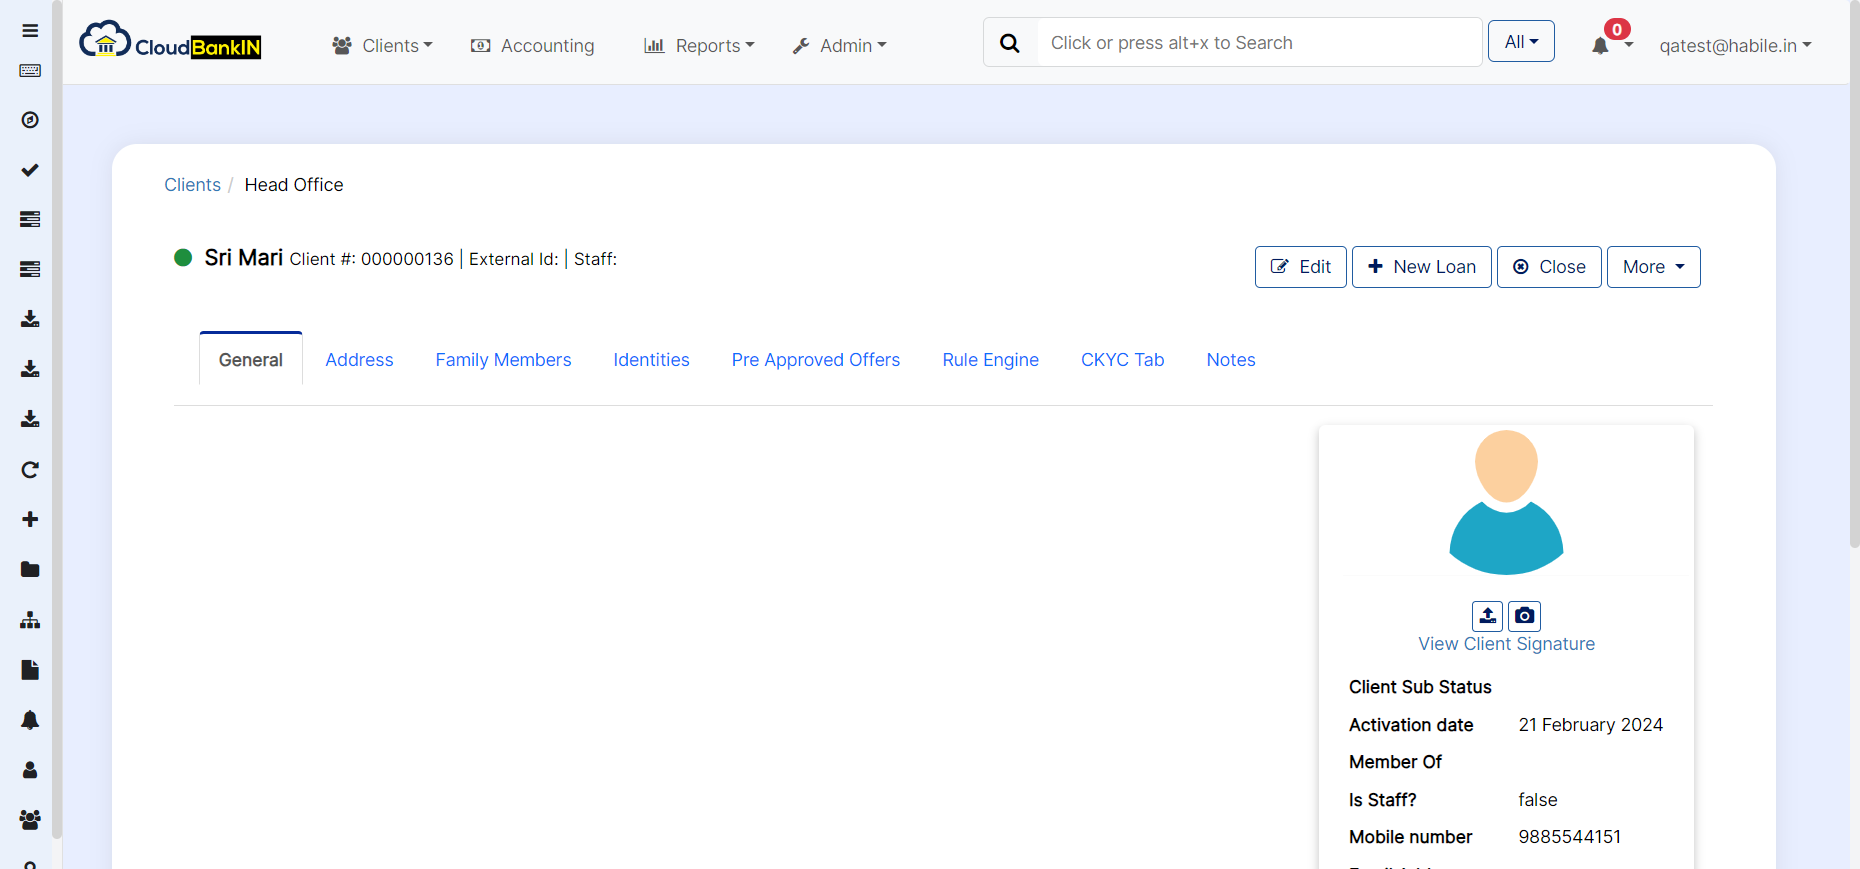 CloudBankIN
Clients
Accounting
Reports
Admin
Click or press alt+x to Search
All
0
qatest@habile.in
Clients / Head Office
Sri Mari Client #: 000000136 | External Id: | Staff:
Edit
New Loan
Close
More
General
Address
Family Members
Identities
Pre Approved Offers
Rule Engine
CKYC Tab
Notes
View Client Signature
Client Sub Status
Activation date 21 February 2024
Member Of
Is Staff? false
Mobile number 9885544151